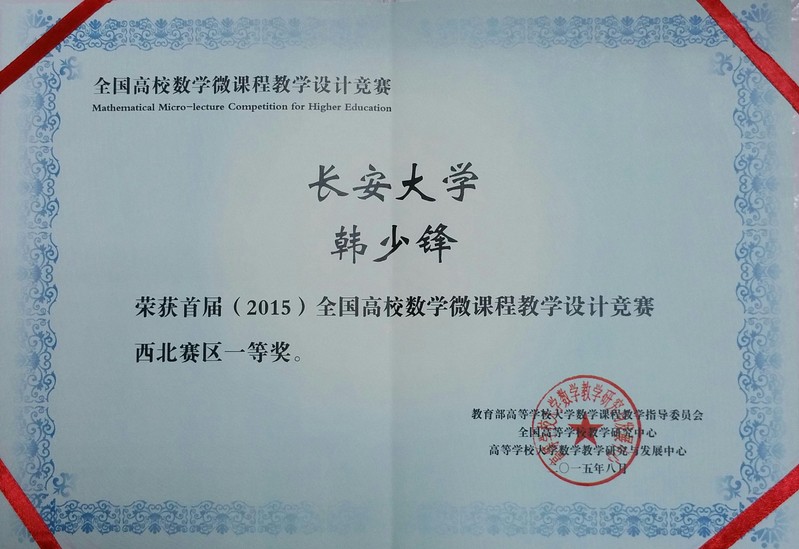 全国高校数学微课程教学设计竞赛
Mathematical Micro-lecture Competition for Higher Education
长安大学
韩少锋
荣获首届（2015）全国高校数学微课程教学设计竞赛
西北赛区一等奖。
教育部高等学校大学数学课程教学指导委员会
全国高等学校教学研究中心
高等学校大学数学教学研究与发展中心
二〇一五年八月